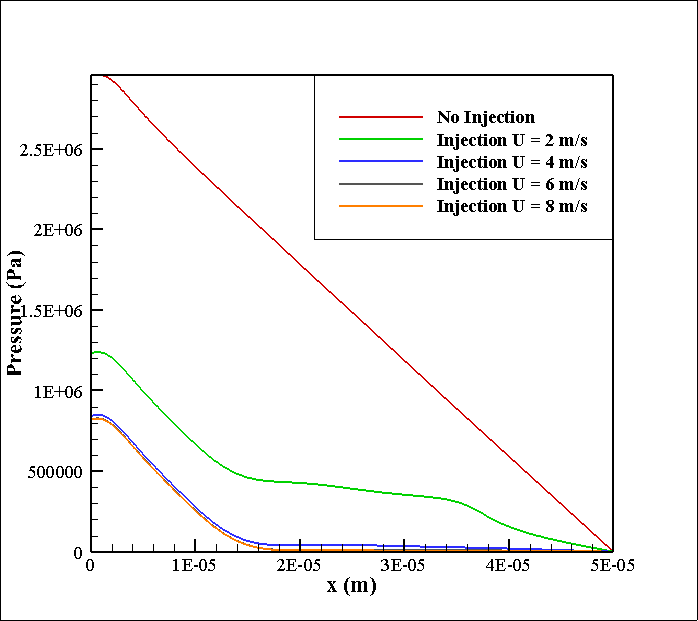 No Injection
Injection U = 2 m/s
Injection U = 4 m/s
Injection U = 6 m/s
Injection U = 8 m/s
Pressure (Pa)
2.5E+06
2E+06
1.5E+06
1E+06
500000
0
0 1E-05 2E-05 3E-05 4E-05 5E-05
x (m)